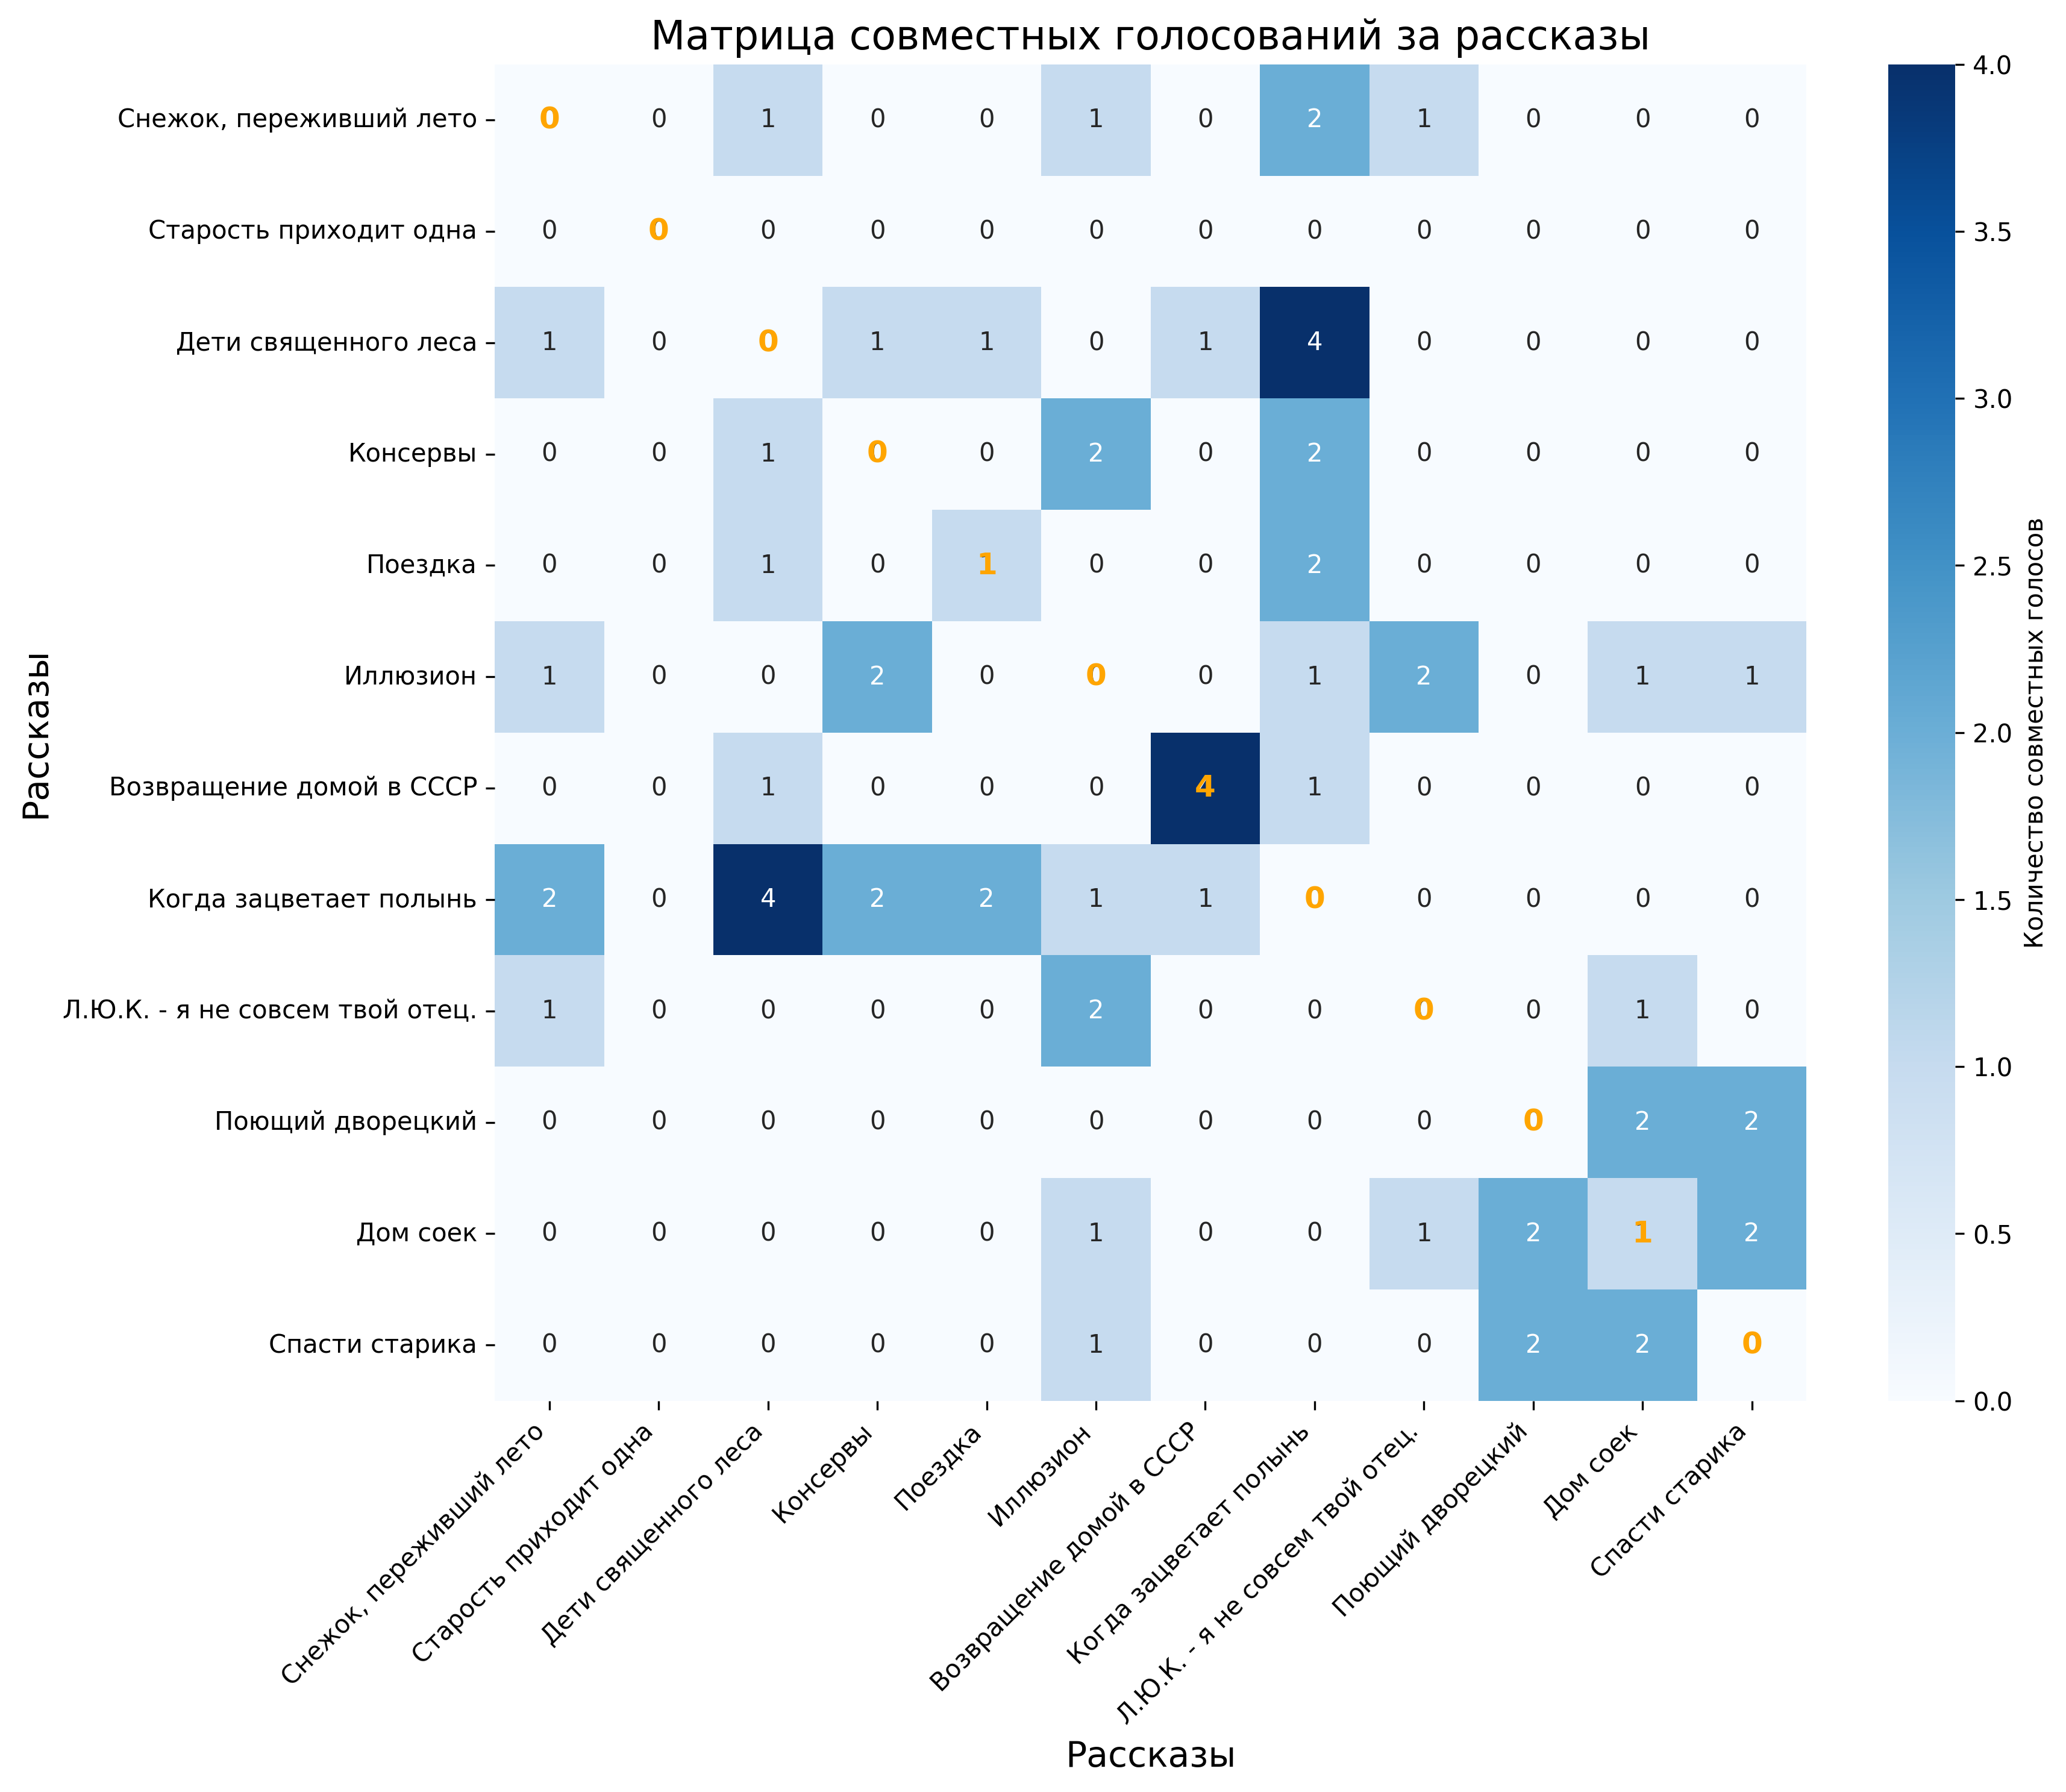 Матрица совместных голосований за рассказы
Снежок, переживший лето 0 0 1 0 0 1 0 2 1 0 0 0
Старость приходит одна 0 0 0 0 0 0 0 0 0 0 0 0
Дети священного леса 1 0 0 1 1 0 1 4 0 0 0 0
Консервы 0 0 1 0 0 2 0 2 0 0 0 0
Поездка 0 0 1 0 1 0 0 2 0 0 0 0
Иллюзион 1 0 0 2 0 0 0 1 2 0 1 1
Возвращение домой в СССР 0 0 1 0 0 0 4 1 0 0 0 0
Когда зацветает полынь 2 0 4 2 2 1 1 0 0 0 0 0
Л.Ю.К. - я не совсем твой отец. 1 0 0 0 0 2 0 0 0 0 1 0
Поющий дворецкий 0 0 0 0 0 0 0 0 0 0 2 2
Дом соек 0 0 0 0 0 1 0 0 1 2 1 2
Спасти старика 0 0 0 0 0 1 0 0 0 2 2 0
Рассказы
Снежок, переживший лето
Старость приходит одна
Дети священного леса
Консервы
Поездка
Иллюзион
Возвращение домой в СССР
Когда зацветает полынь
Л.Ю.К. - я не совсем твой отец.
Поющий дворецкий
Дом соек
Спасти старика
Рассказы
4.0
3.5
3.0
2.5
2.0
1.5
1.0
0.5
0.0
Количество совместных голосов